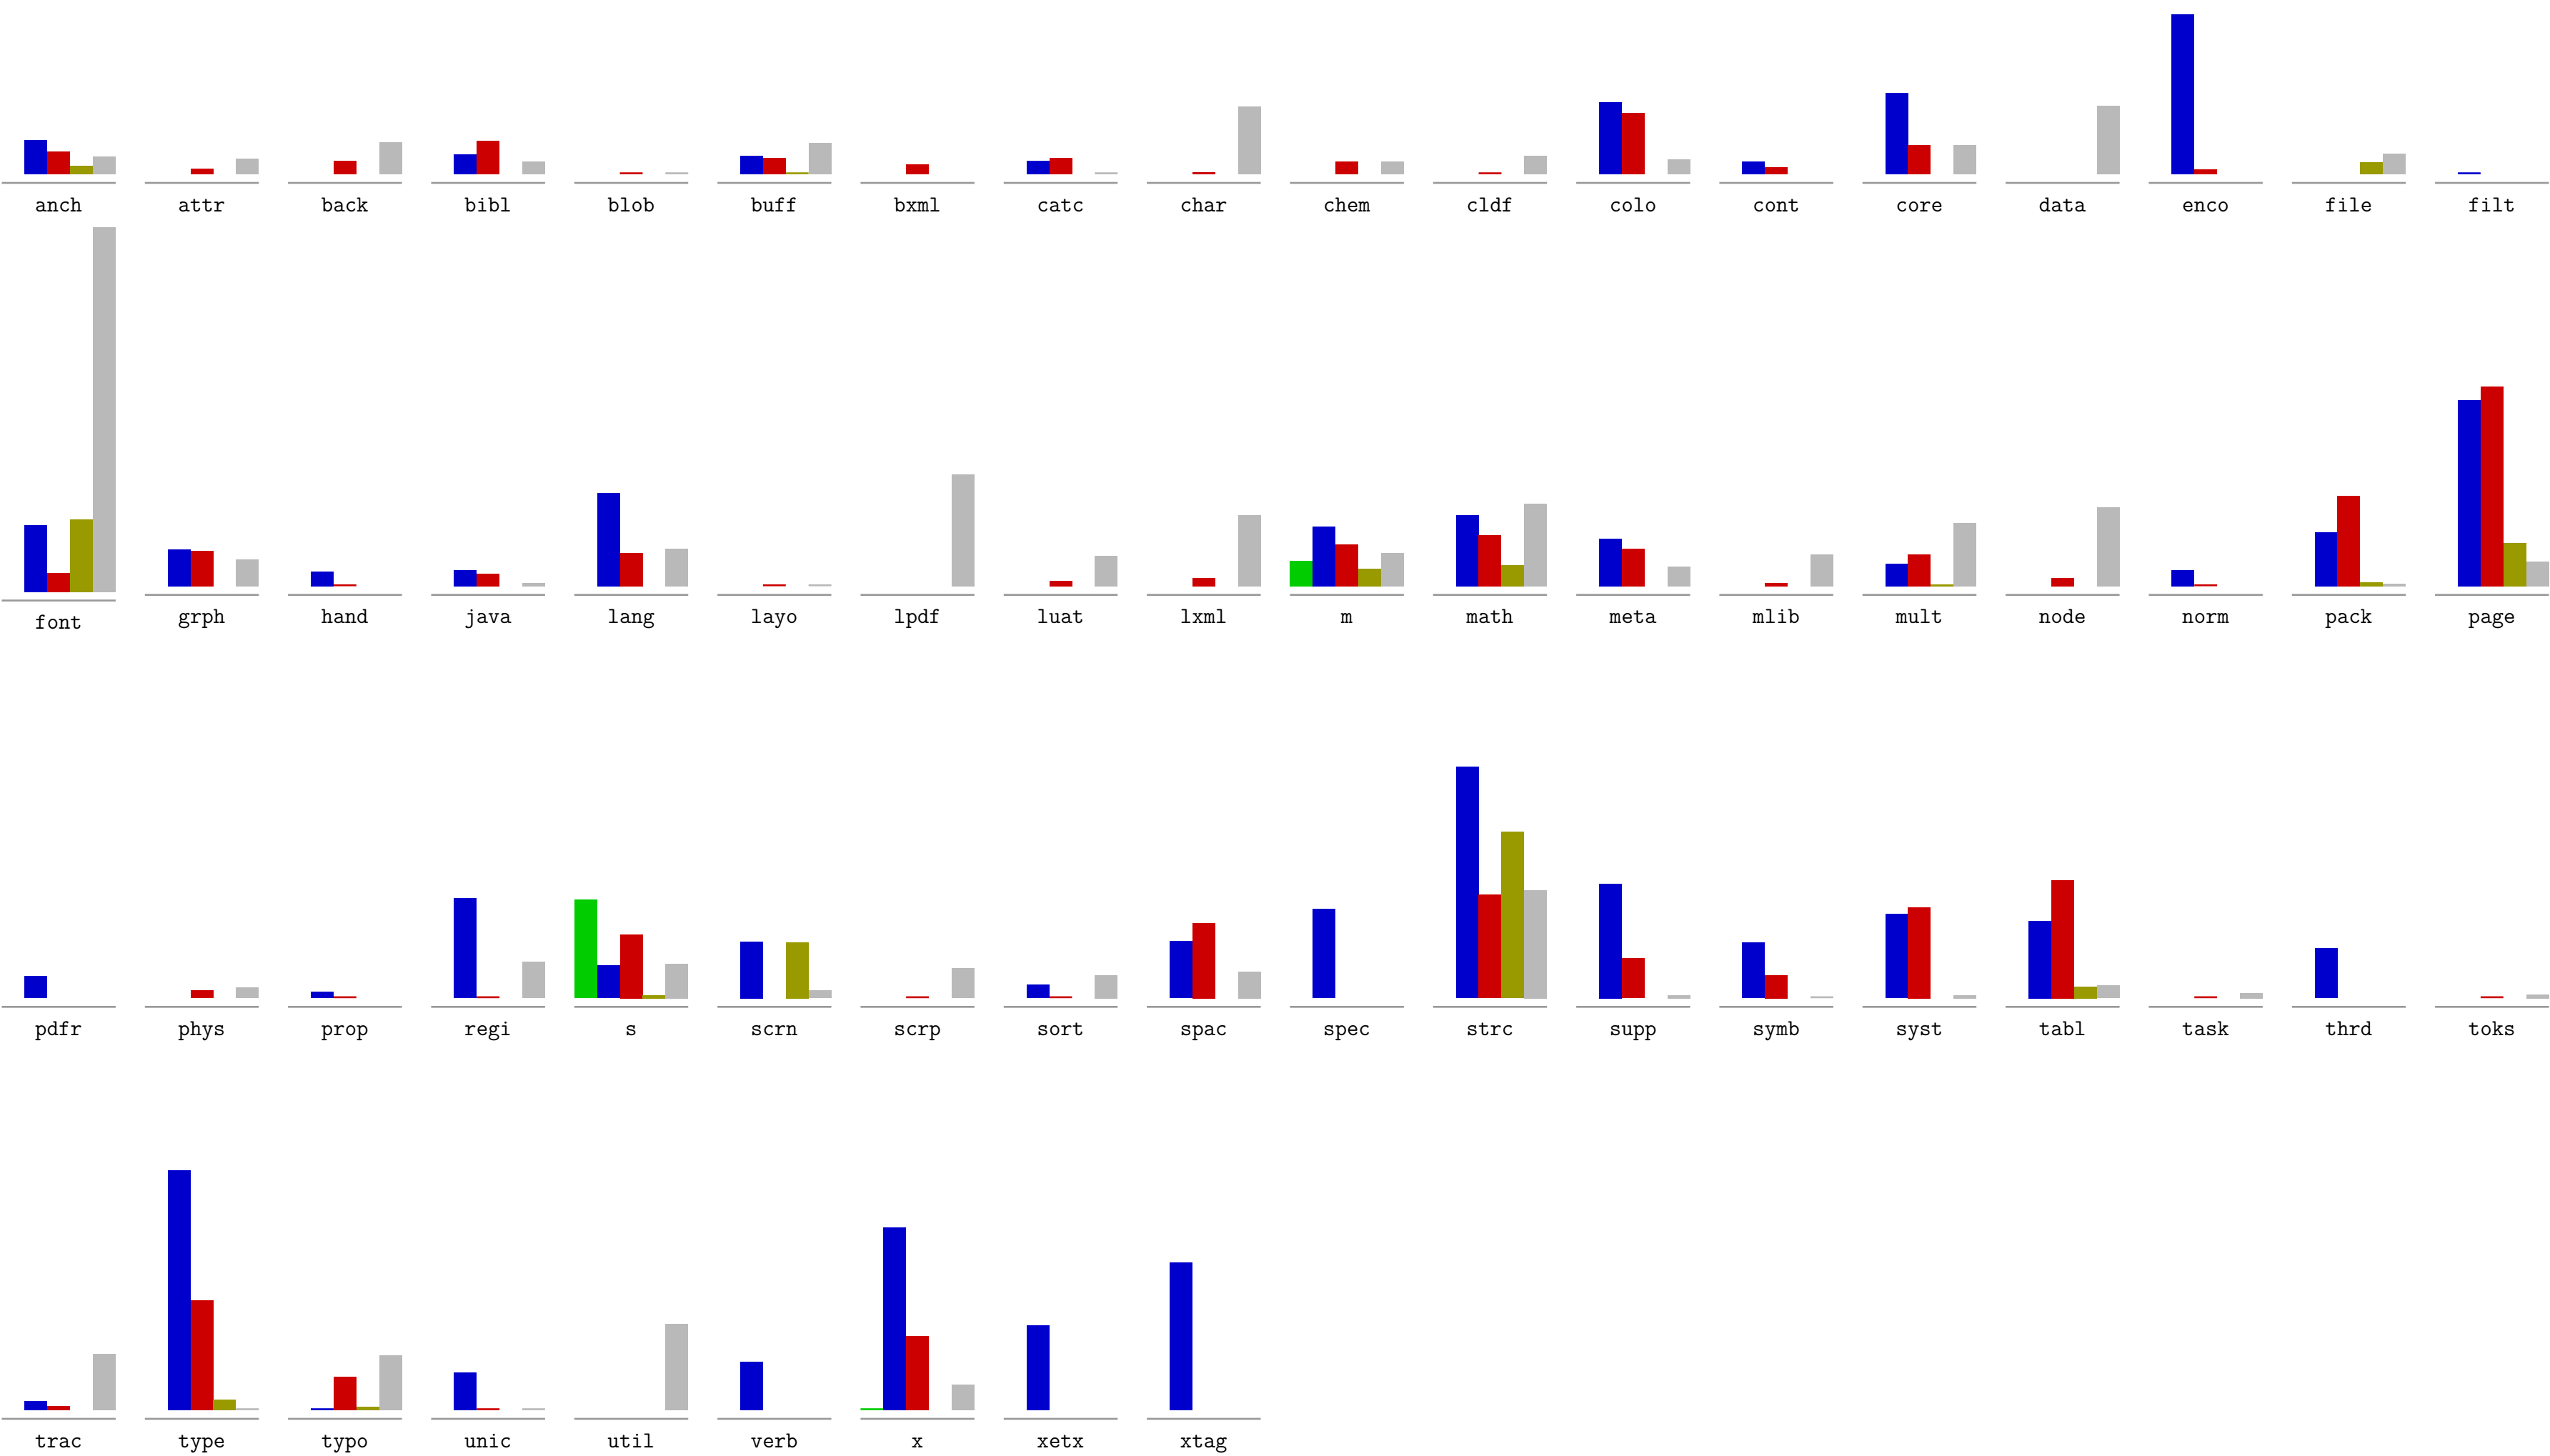 anch attr back bibl blob buff bxml catc char chem cldf colo cont core data enco file filt
font grph hand java lang layo lpdf luat lxml m math meta mlib mult node norm pack page
pdfr phys prop regi s scrn scrp sort spac spec strc supp symb syst tabl task thrd toks
trac type typo unic util verb x xetx xtag